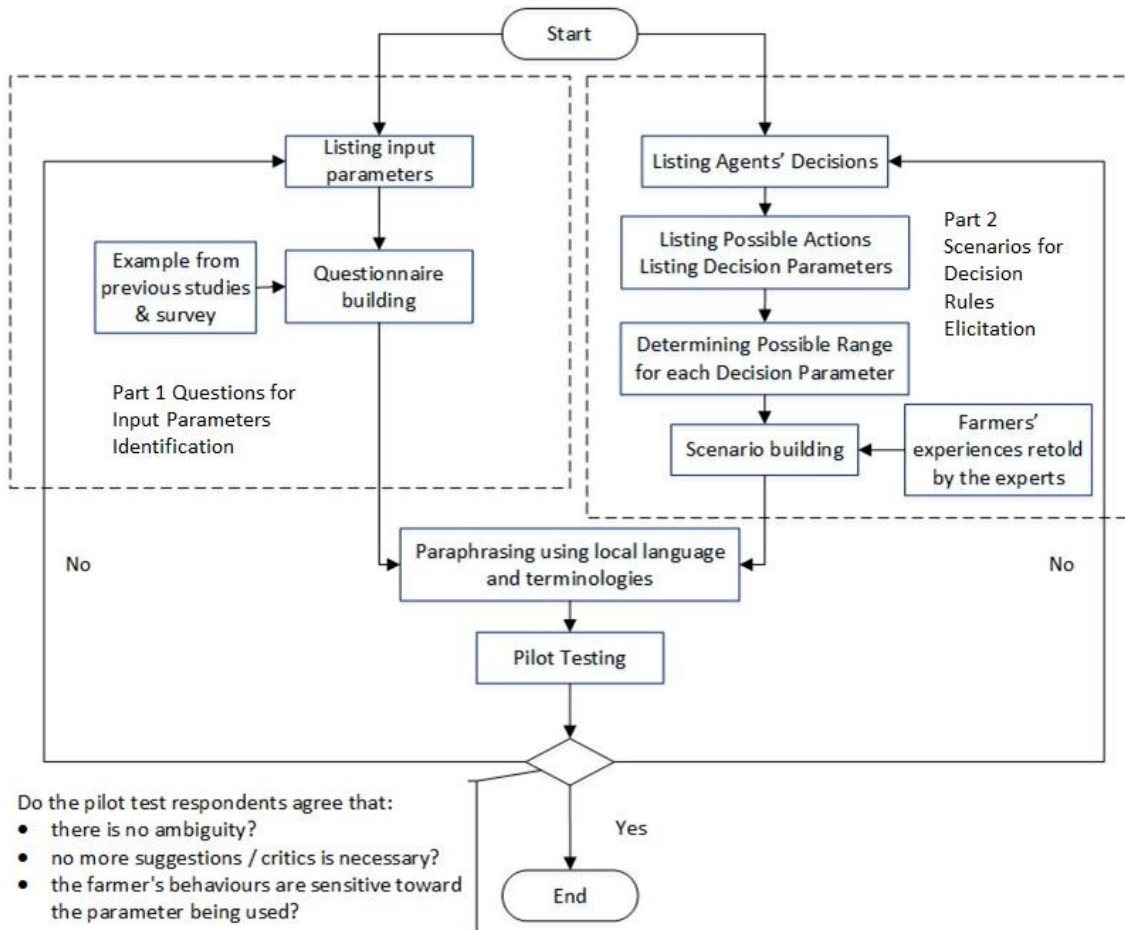 Start
Listing input
parameters
Example from
previous studies
& survey
Questionnaire
building
Part 1 Questions for
Input Parameters
Identification
Listing Agents' Decisions
Listing Possible Actions
Listing Decision Parameters
Part 2
Scenarios for
Decision
Rules
Elicitation
Determining Possible Range
for each Decision Parameter
Scenario building
Farmers'
experiences retold
by the experts
No
Paraphrasing using local language
and terminologies
No
Pilot Testing
Do the pilot test respondents agree that:
• there is no ambiguity?
• no more suggestions / critics is necessary?
• the farmer's behaviours are sensitive toward
the parameter being used?
Yes
End